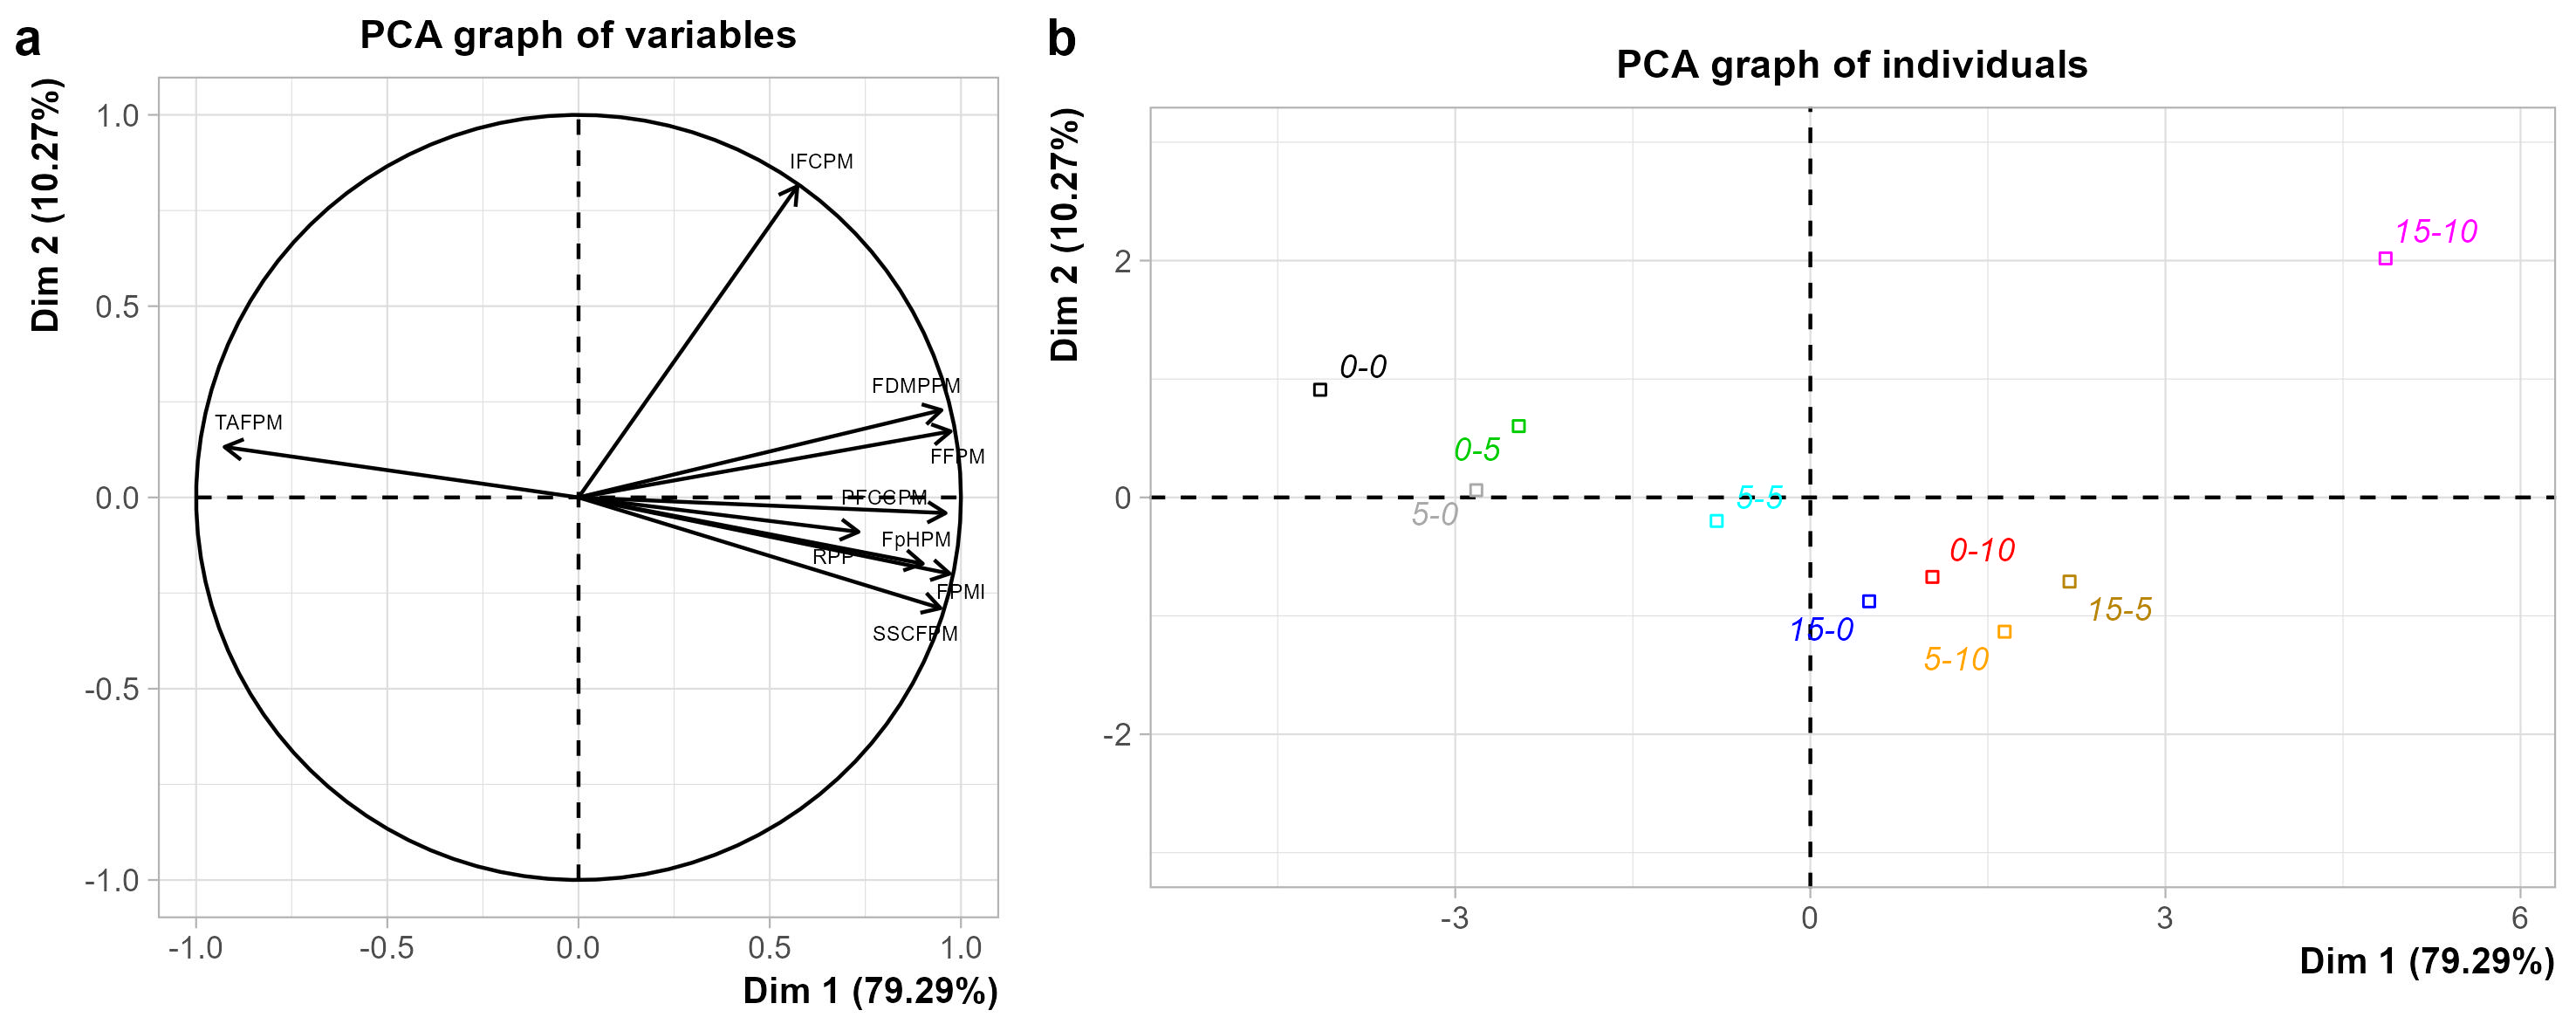 a
PCA graph of variables
Dim 2 (10.27%)
1.0
0.5
0.0
-0.5
-1.0
IFCPM
FDMPPM
TAFPM
FFPM
PFCCPM
FpHPM
RPP
FPMI
SSCFPM
-1.0
-0.5
0.0
0.5
1.0
Dim 1 (79.29%)
b
PCA graph of individuals
Dim 2 (10.27%)
2
0
-2
15-10
0-0
0-5
5-5
5-0
0-10
15-5
15-0
5-10
-3
0
3
6
Dim 1 (79.29%)